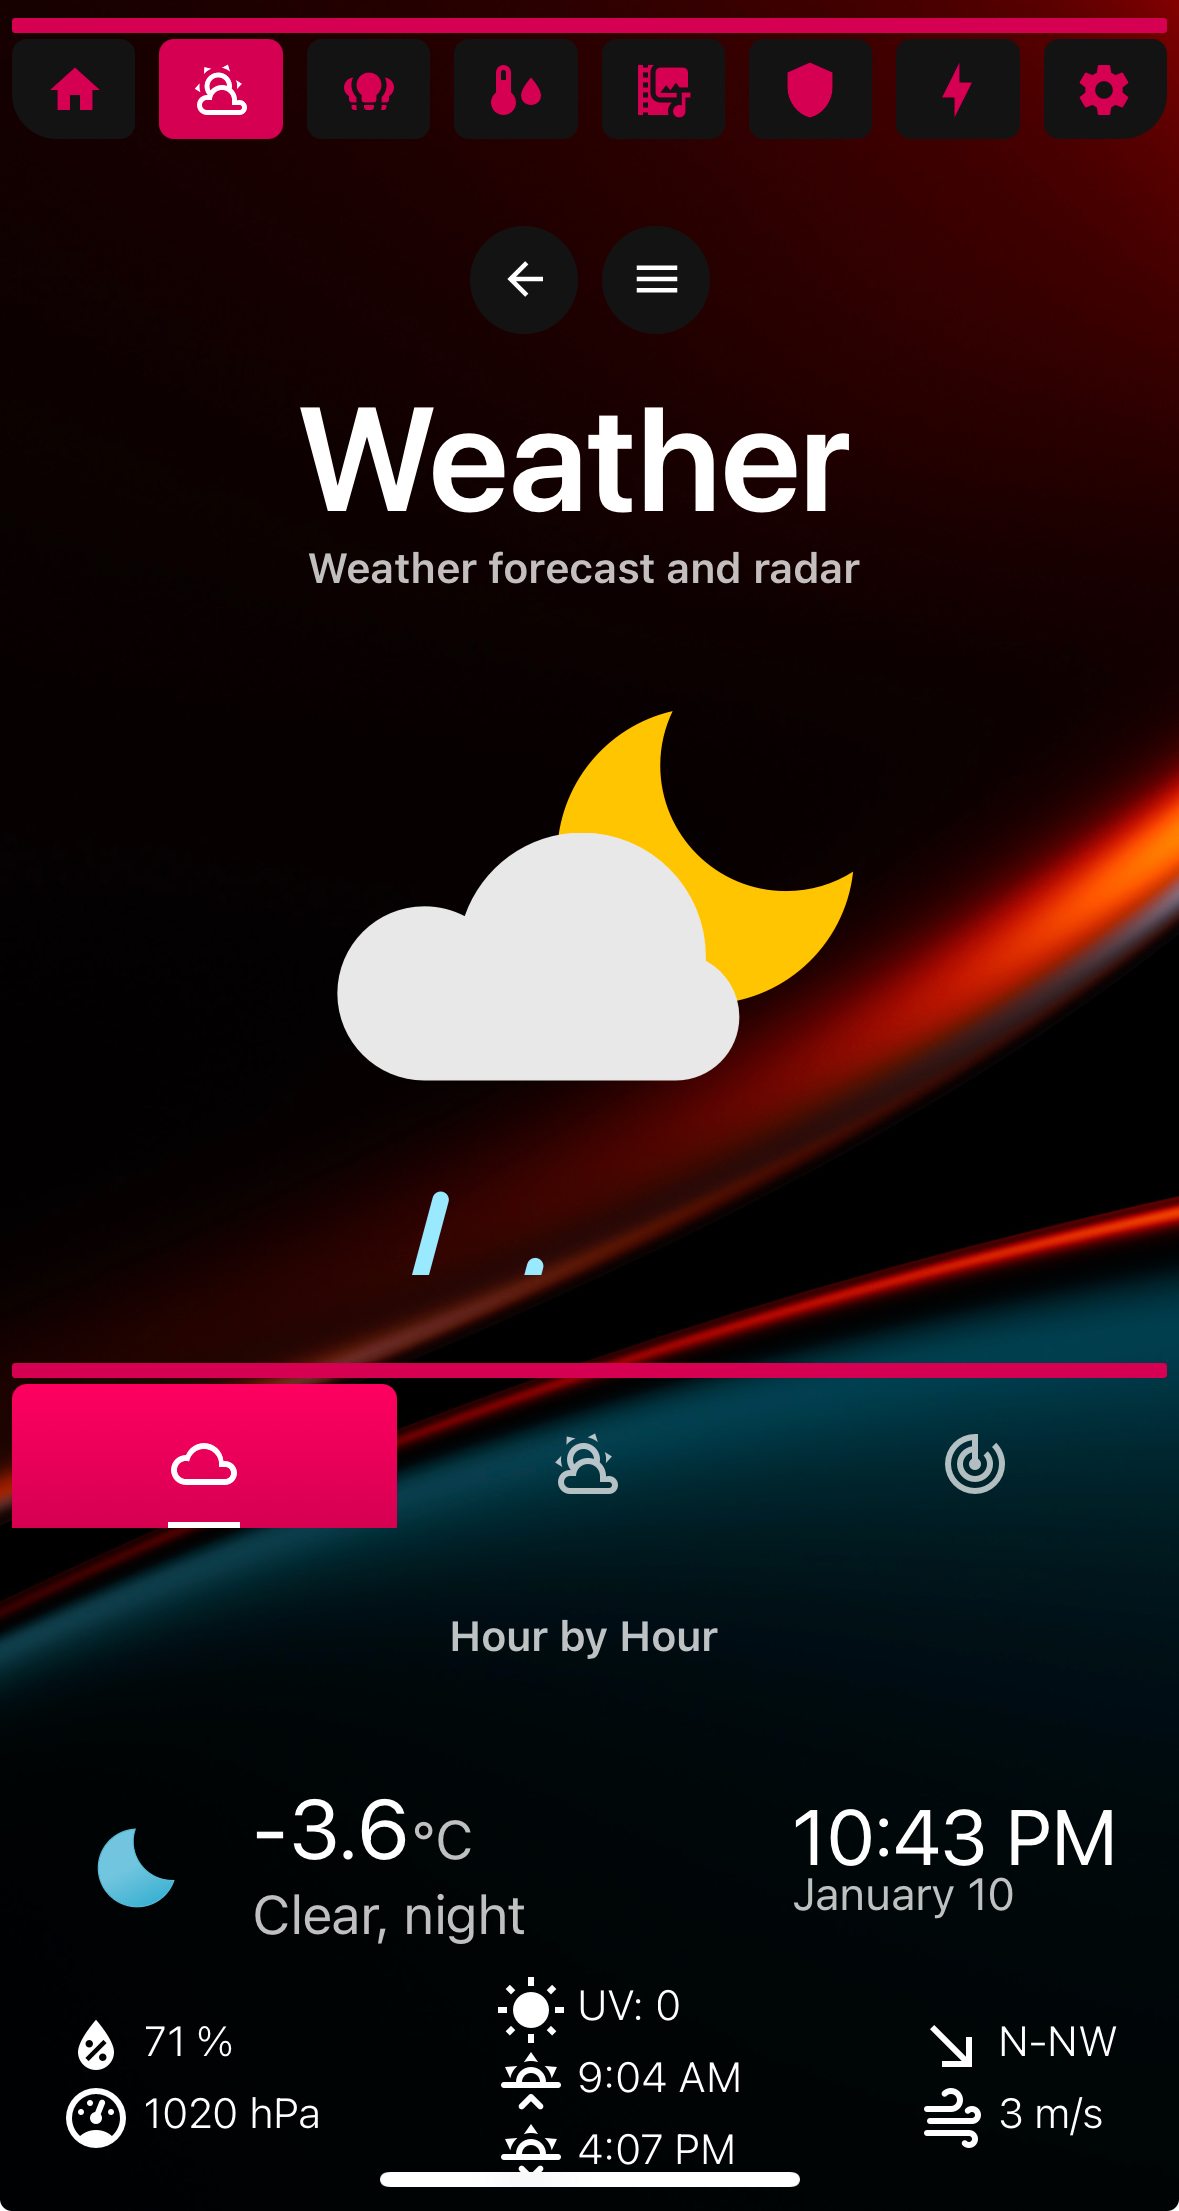 Weather
Weather forecast and radar
Hour by Hour
-3.6°C
Clear, night
10:43 PM
January 10
71 %
1020 hPa
UV: 0
9:04 AM
4:07 PM
N-NW
3 m/s